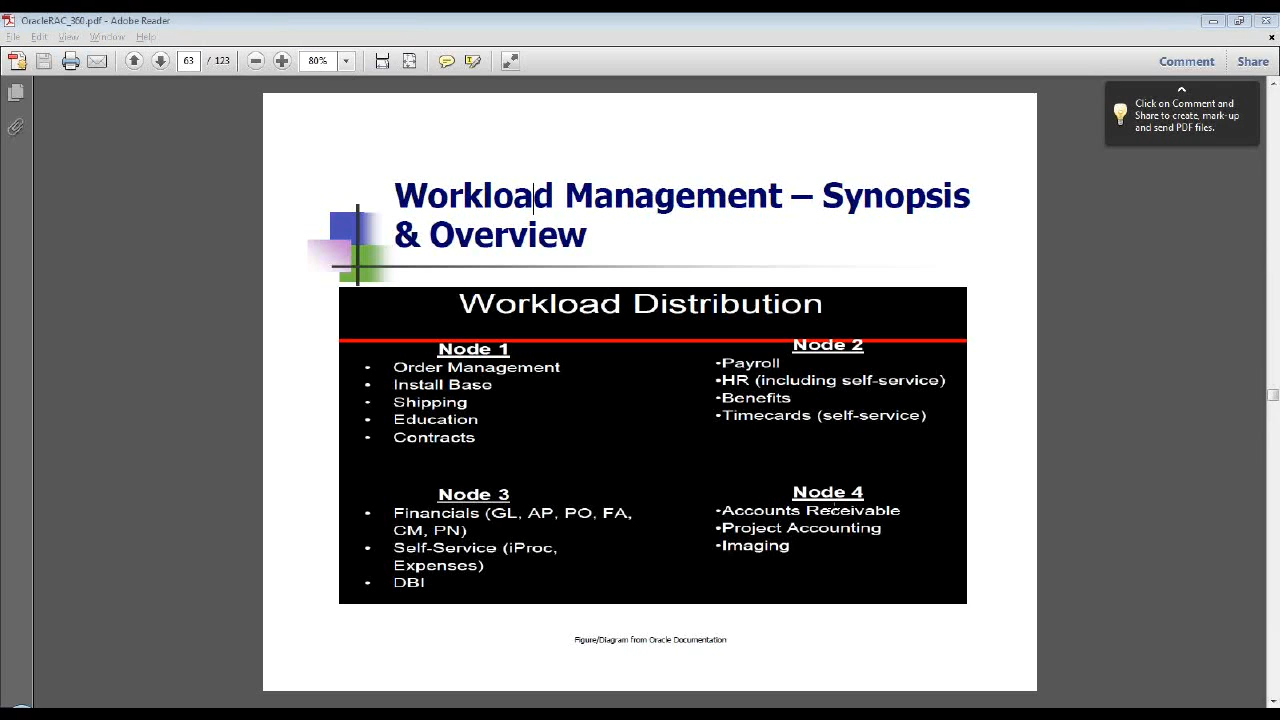 OracleRAC_360.pdf - Adobe Reader
File Edit View Window Help
63 / 123 80% Comment Share
Click on Comment and
Share to create, mark-up
and send PDF files.
Workload Management – Synopsis
& Overview
Workload Distribution
Node 1
• Order Management
• Install Base
• Shipping
• Education
• Contracts
Node 2
•Payroll
•HR (including self-service)
•Benefits
•Timecards (self-service)
Node 3
• Financials (GL, AP, PO, FA,
CM, PN)
• Self-Service (iProc,
Expenses)
• DBI
Node 4
•Accounts Receivable
•Project Accounting
•Imaging
Figure/Diagram from Oracle Documentation